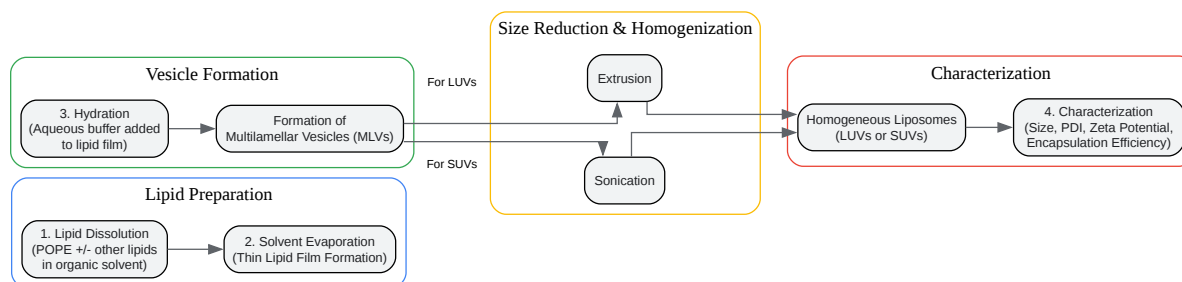 Size Reduction & Homogenization
Vesicle Formation
3. Hydration
(Aqueous buffer added
to lipid film)
Formation of
Multilamellar Vesicles (MLVs)
For LUVs
For SUVs
Extrusion
Sonication
Characterization
Homogeneous Liposomes
(LUVs or SUVs)
4. Characterization
(Size, PDI, Zeta Potential,
Encapsulation Efficiency)
Lipid Preparation
1. Lipid Dissolution
(POPE +/- other lipids
in organic solvent)
2. Solvent Evaporation
(Thin Lipid Film Formation)